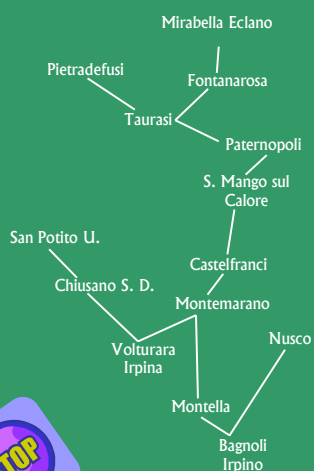 Mirabella Eclano
Pietradefusi
Fontanarosa
Taurasi
Paternopoli
S. Mango sul
Calore
San Potito U.
Castelfranci
Chiusano S. D.
Montemarano
Nusco
Volturara
Irpina
Montella
Bagnoli
Irpino
TOP